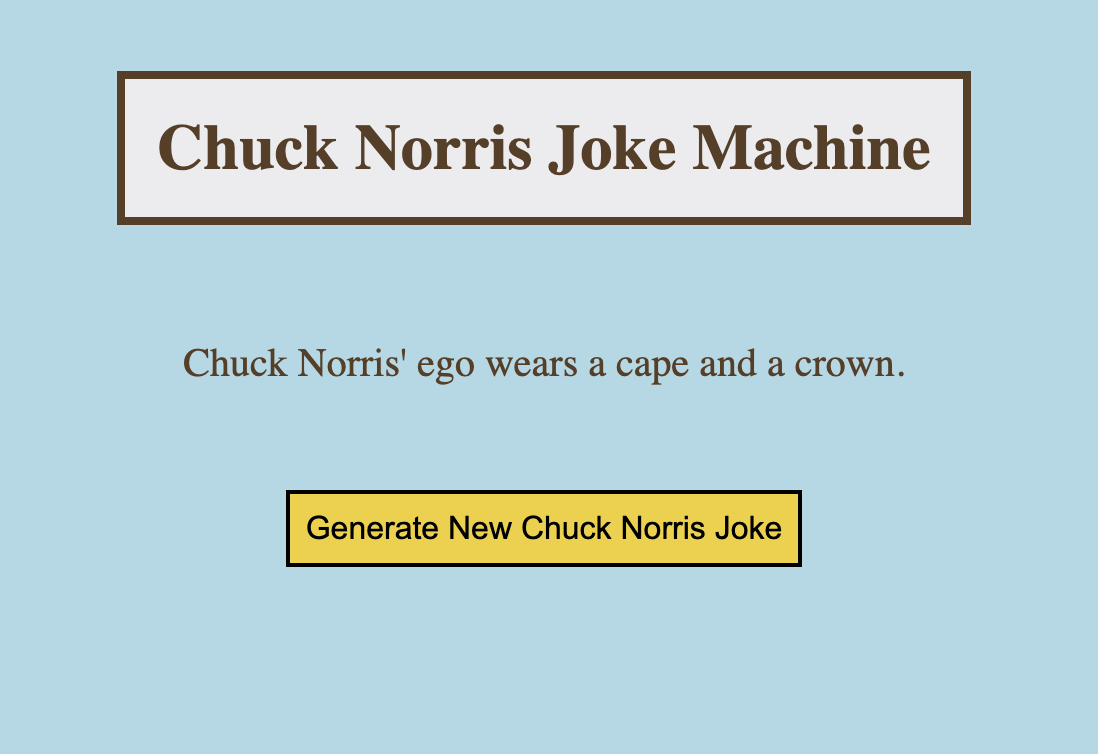 Chuck Norris Joke Machine
Chuck Norris' ego wears a cape and a crown.
Generate New Chuck Norris Joke